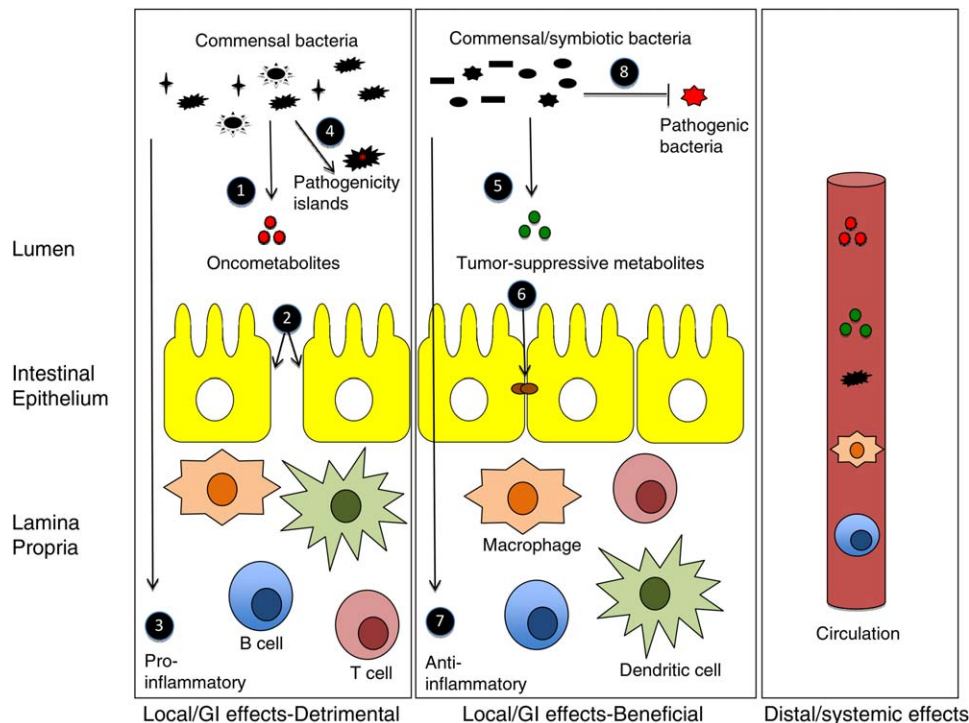 Commensal bacteria
4
1
Pathogenicity
islands
Oncometabolites
2
B cell
T cell
3
Pro-
inflammatory
Local/GI effects-Detrimental
Commensal/symbiotic bacteria
8
Pathogenic
bacteria
5
Tumor-suppressive metabolites
6
Macrophage
7
Anti-
inflammatory
Dendritic cell
Local/GI effects-Beneficial
Circulation
Distal/systemic effects
Lumen
Intestinal
Epithelium
Lamina
Propria